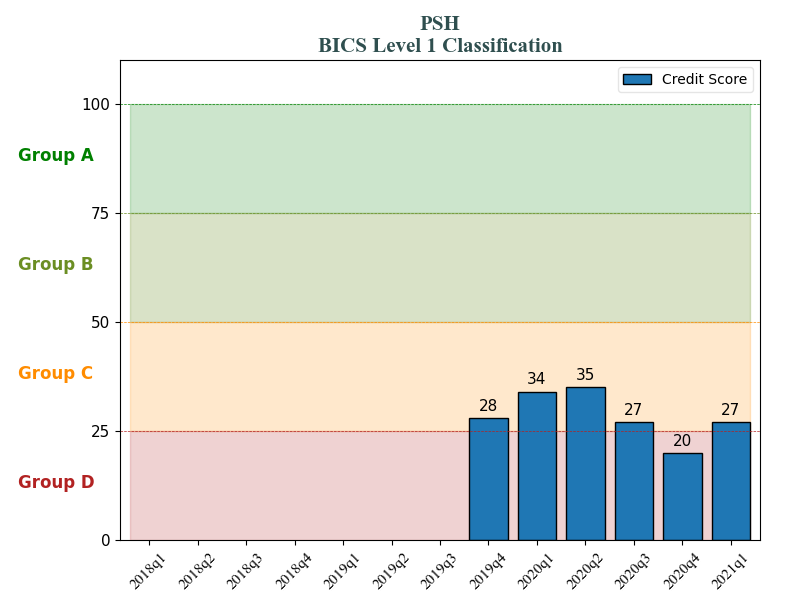 PSH
BICS Level 1 Classification
Credit Score
100
Group A
75
Group B
50
Group C
35
34
28
27
27
25
20
Group D
0
2018q1 2018q2 2018q3 2018q4 2019q1 2019q2 2019q3 2019q4 2020q1 2020q2 2020q3 2020q4 2021q1